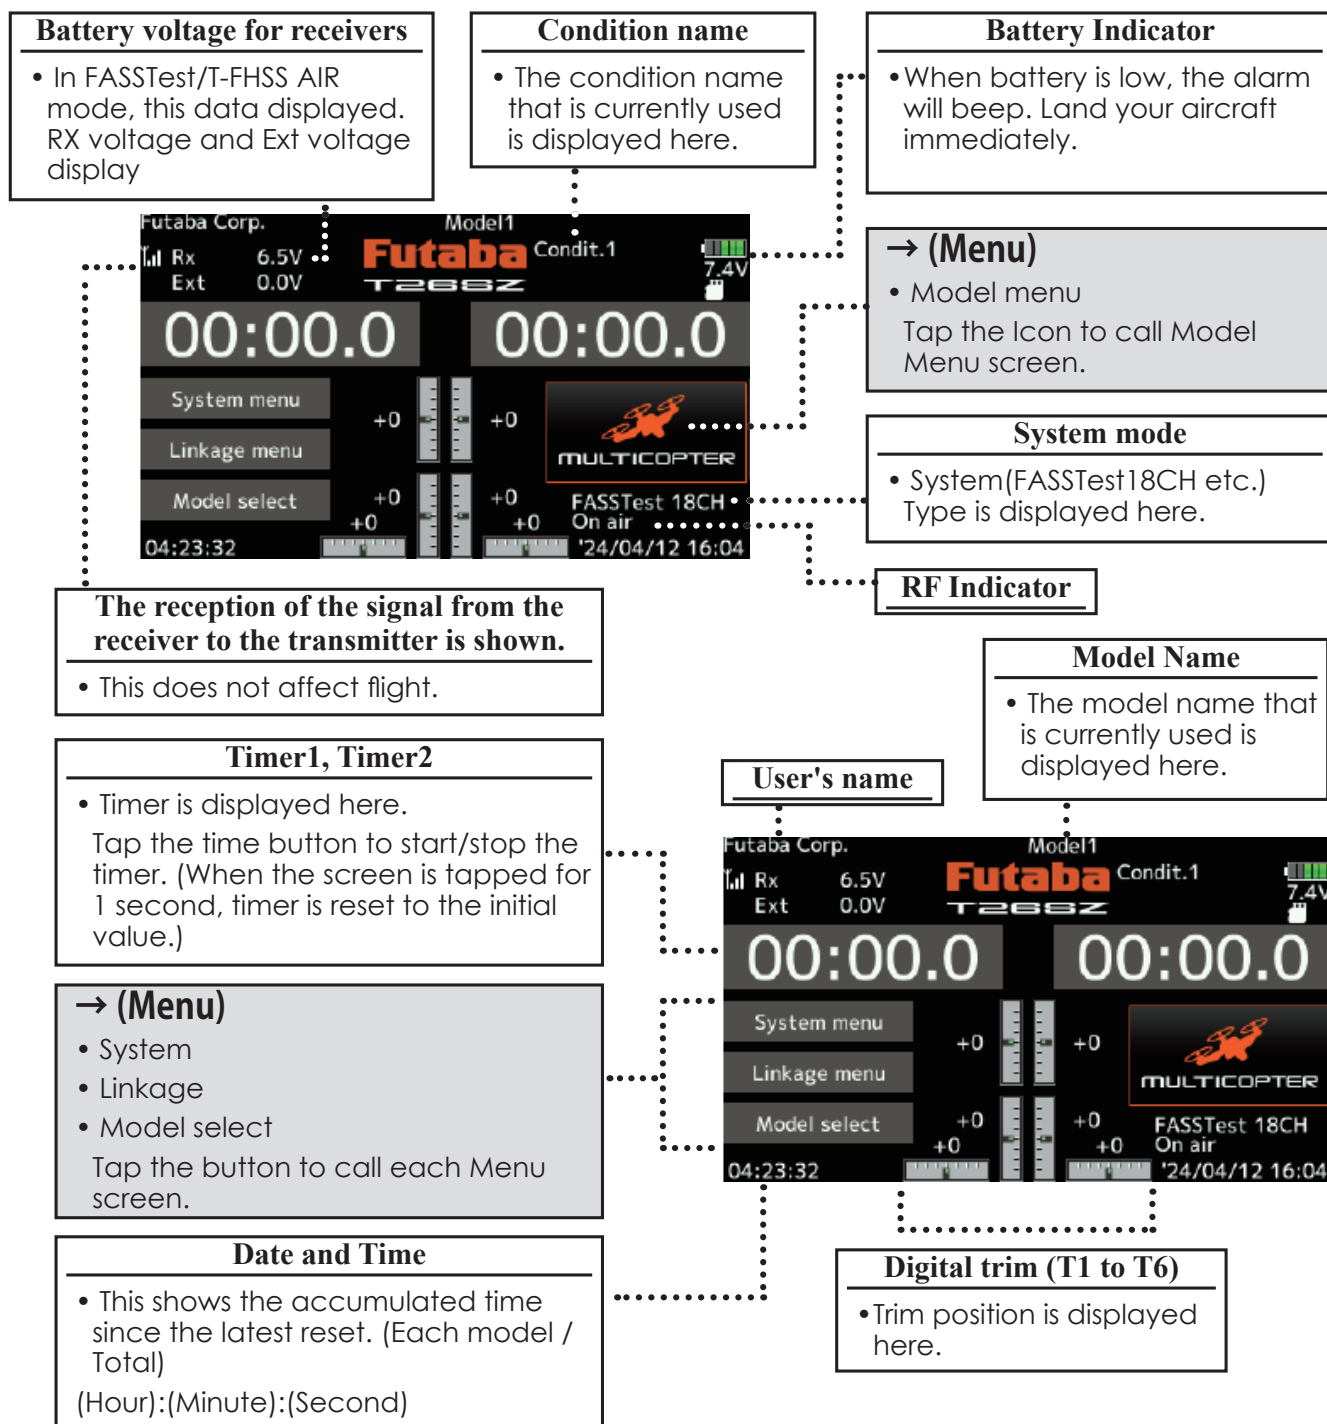 Battery voltage for receivers
• In FASSTest/T-FHSS AIR
mode, this data displayed.
RX voltage and Ext voltage
display
Condition name
• The condition name
that is currently used
is displayed here.
Battery Indicator
•When battery is low, the alarm
will beep. Land your aircraft
immediately.
Futaba Corp.
Model1
Rx 6.5V
Ext 0.0V
Futaba
T26SZ
Condit.1
7.4V
00:00.0
00:00.0
System menu
Linkage menu
Model select
+0
+0
+0
+0
+0
+0
MULTICOPTER
FASSTest 18CH
On air
04:23:32
'24/04/12 16:04
→ (Menu)
• Model menu
Tap the Icon to call Model
Menu screen.
System mode
• System(FASSTest18CH etc.)
Type is displayed here.
RF Indicator
The reception of the signal from the
receiver to the transmitter is shown.
• This does not affect flight.
Model Name
• The model name that
is currently used is
displayed here.
User's name
Timer1, Timer2
• Timer is displayed here.
Tap the time button to start/stop the
timer. (When the screen is tapped for
1 second, timer is reset to the initial
value.)
→ (Menu)
• System
• Linkage
• Model select
Tap the button to call each Menu
screen.
Futaba Corp.
Model1
Rx 6.5V
Ext 0.0V
Futaba
T26SZ
Condit.1
7.4V
00:00.0
00:00.0
System menu
Linkage menu
Model select
+0
+0
+0
+0
+0
+0
MULTICOPTER
FASSTest 18CH
On air
04:23:32
'24/04/12 16:04
Date and Time
• This shows the accumulated time
since the latest reset. (Each model /
Total)
(Hour):(Minute):(Second)
Digital trim (T1 to T6)
•Trim position is displayed
here.